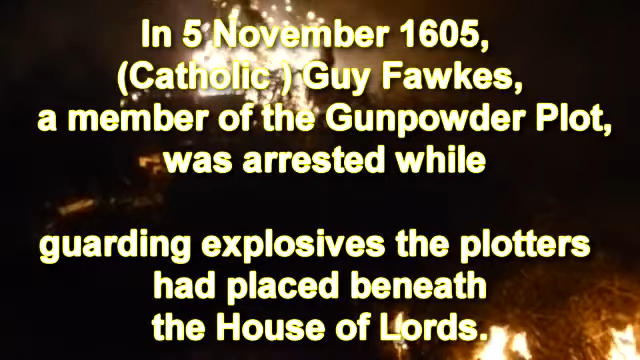 In 5 November 1605,
(Catholic ) Guy Fawkes,
a member of the Gunpowder Plot,
was arrested while
guarding explosives the plotters
had placed beneath
the House of Lords.